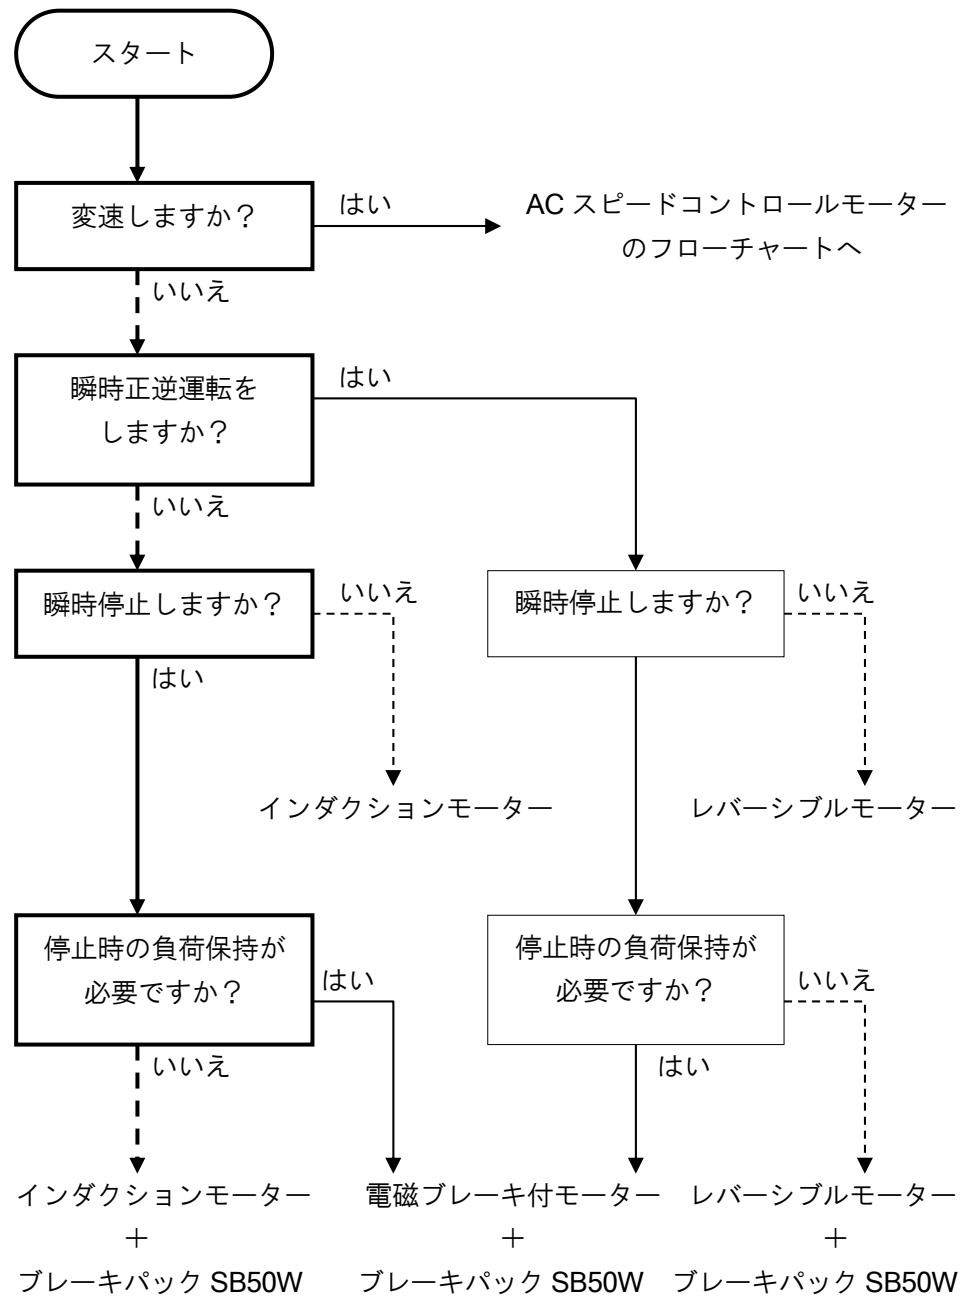 スタート
変速しますか？
はい
AC スピードコントロールモーター
のフローチャートへ
いいえ
瞬時正逆運転を
しますか？
はい
いいえ
瞬時停止しますか？
いいえ
瞬時停止しますか？
いいえ
はい
インダクションモーター
レバーシブルモーター
停止時の負荷保持が
必要ですか？
はい
停止時の負荷保持が
必要ですか？
いいえ
いいえ
はい
インダクションモーター
＋
ブレーキパック SB50W
電磁ブレーキ付モーター
＋
ブレーキパック SB50W
レバーシブルモーター
＋
ブレーキパック SB50W